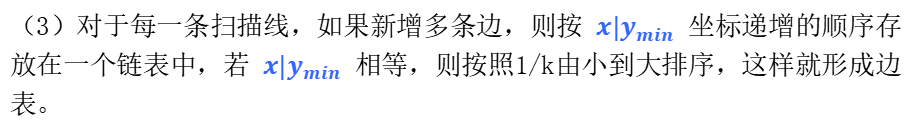 （3）对于每一条扫描线，如果新增多条边，则按 x|y_min 坐标递增的顺序存
放在一个链表中，若 x|y_min 相等，则按照1/k由小到大排序，这样就形成边
表。